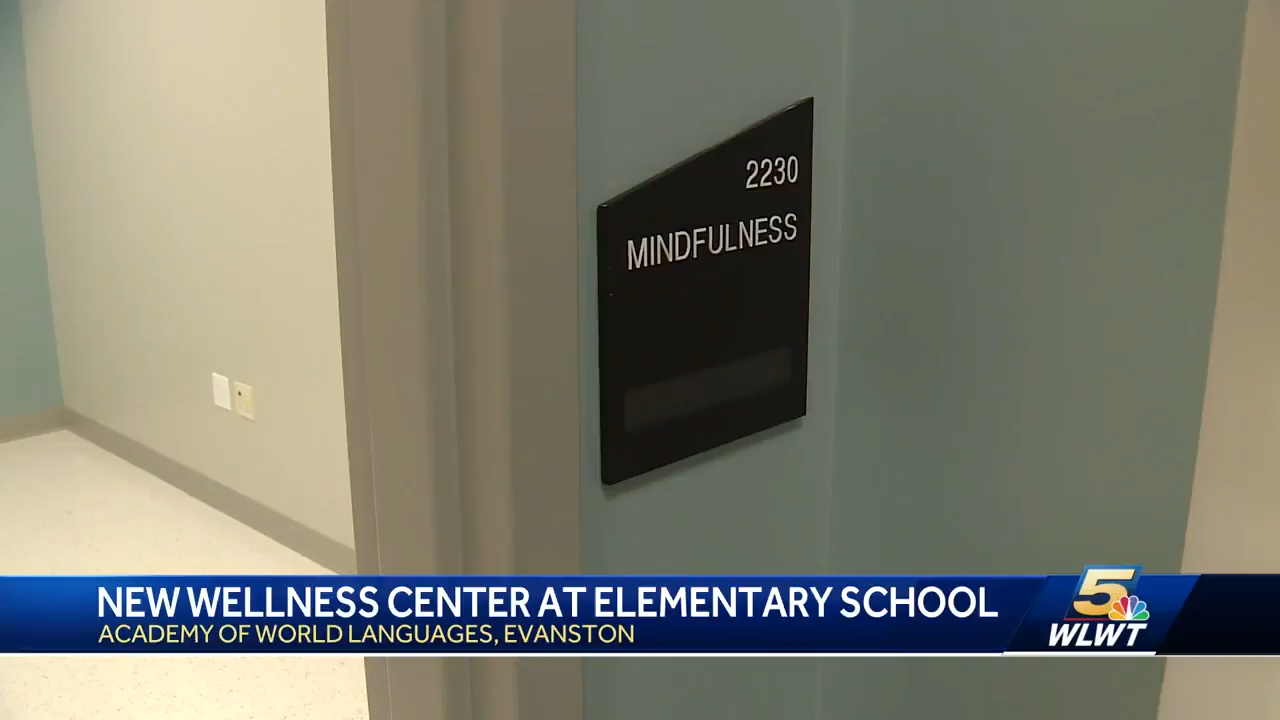 2230
MINDFULNESS
NEW WELLNESS CENTER AT ELEMENTARY SCHOOL
ACADEMY OF WORLD LANGUAGES, EVANSTON
5
WLWT